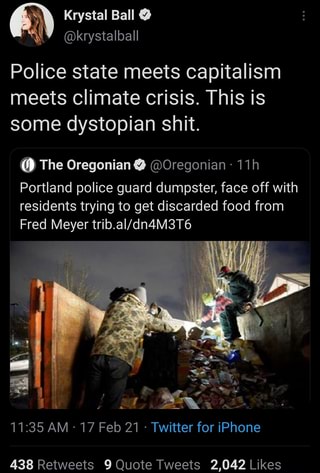 Krystal Ball
@krystalball
Police state meets capitalism
meets climate crisis. This is
some dystopian shit.
The Oregonian @Oregonian · 11h
Portland police guard dumpster, face off with
residents trying to get discarded food from
Fred Meyer trib.al/dn4M3T6
11:35 AM · 17 Feb 21 · Twitter for iPhone
438 Retweets 9 Quote Tweets 2,042 Likes